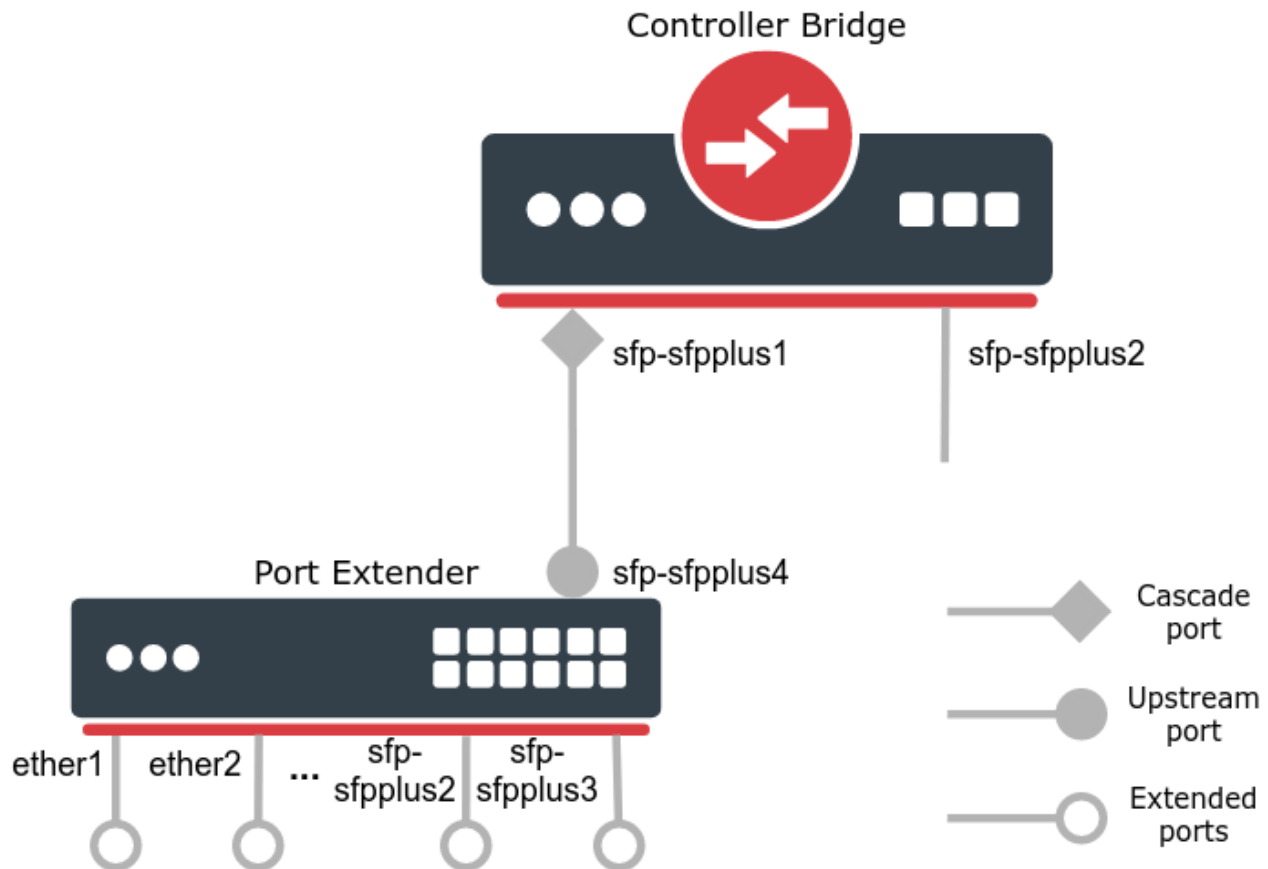 Controller Bridge
sfp-sfpplus1
sfp-sfpplus2
Port Extender
sfp-sfpplus4
Cascade
port
Upstream
port
Extended
ports
ether1
ether2
...
sfp-
sfpplus2
sfp-
sfpplus3